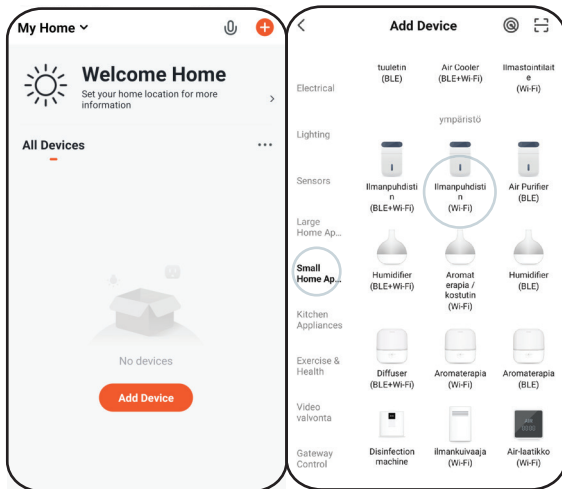 My Home
Welcome Home
Set your home location for more
information
All Devices
No devices
Add Device
Add Device
Electrical
Lighting
Sensors
Large
Home Ap...
Small
Home Ap...
Kitchen
Appliances
Exercise &
Health
Video
valvonta
Gateway
Control
tuuletin
(BLE)
Air Cooler
(BLE+Wi-Fi)
Ilmastointilait
e
(Wi-Fi)
ympäristö
Ilmanpuhdisti
n
(BLE+Wi-Fi)
Ilmanpuhdisti
n
(Wi-Fi)
Air Purifier
(BLE)
Humidifier
(BLE+Wi-Fi)
Aromat
erapia /
kostutin
(Wi-Fi)
Humidifier
(BLE)
Diffuser
(BLE+Wi-Fi)
Aromaterapia
(Wi-Fi)
Aromaterapia
(BLE)
Disinfection
machine
ilmankuivaaja
(Wi-Fi)
Air-laatikko
(Wi-Fi)